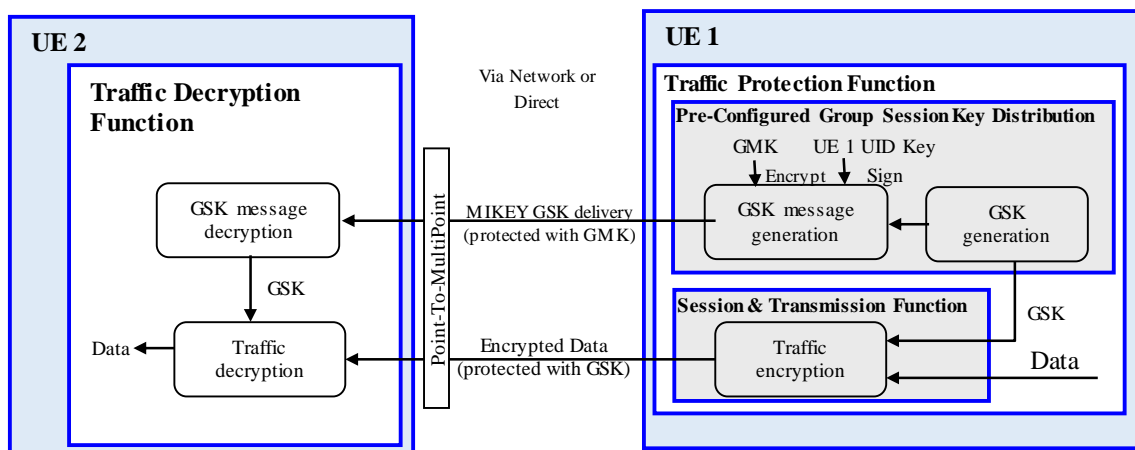 UE 2
Traffic Decryption
Function
GSK message
decryption
GSK
Data
Traffic
decryption
Via Network or
Direct
Point-To-MultiPoint
MIKEY GSK delivery
(protected with GMK)
Encrypted Data
(protected with GSK)
UE 1
Traffic Protection Function
Pre-Configured Group Session Key Distribution
GMK
UE 1 UID Key
Encrypt
Sign
GSK message
generation
GSK
generation
Session & Transmission Function
GSK
Traffic
encryption
Data